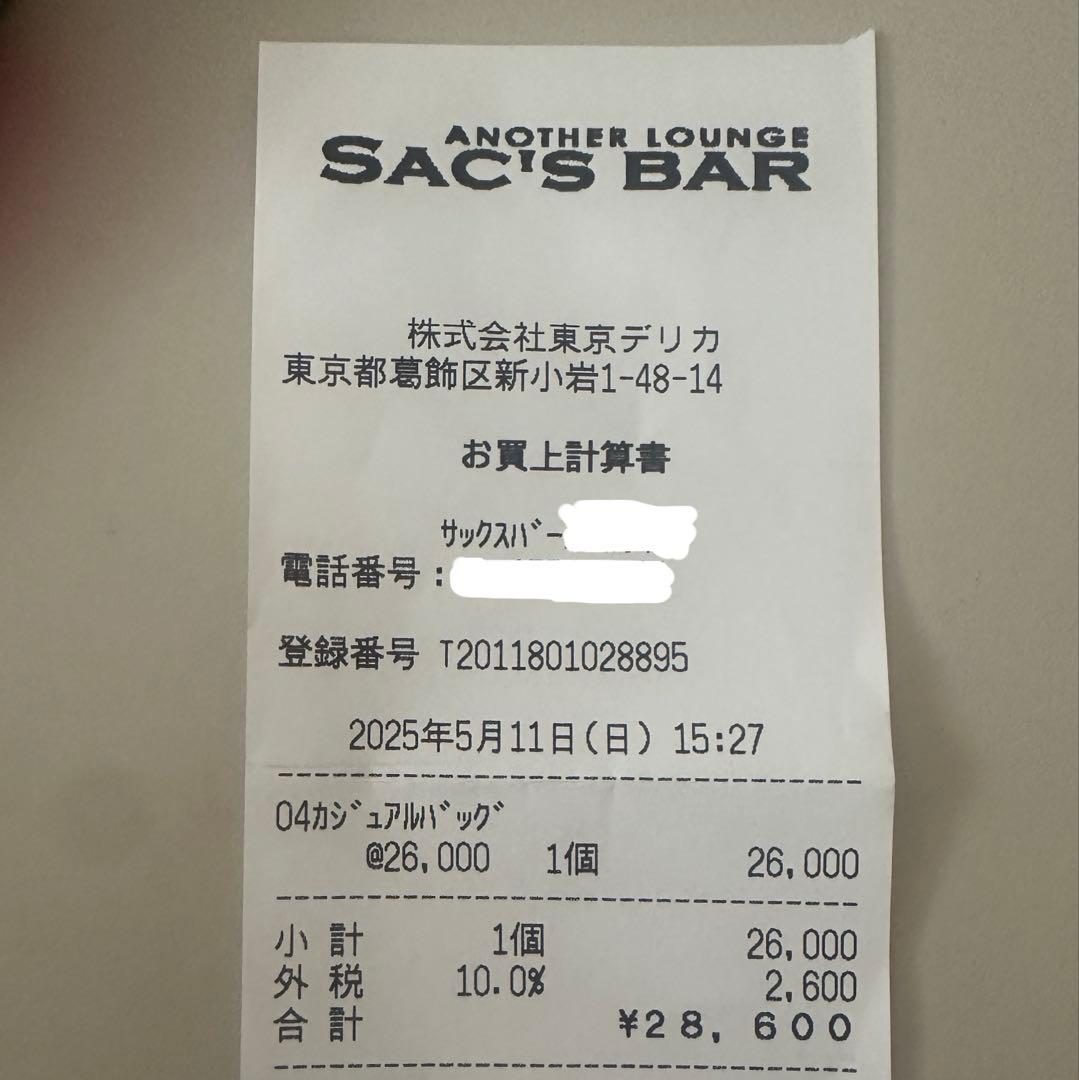 ANOTHER LOUNGE
SAC'S BAR
株式会社東京デリカ
東京都葛飾区新小岩1-48-14
お買上計算書
ｻｯｸｽﾊﾞｰ
電話番号:
登録番号 T2011801028895
2025年5月11日(日) 15:27
04ｶｼﾞｭｱﾙﾊﾞｯｸﾞ
@26,000 1個 26,000
小 計 1個 26,000
外 税 10.0% 2,600
合 計 ¥28,600